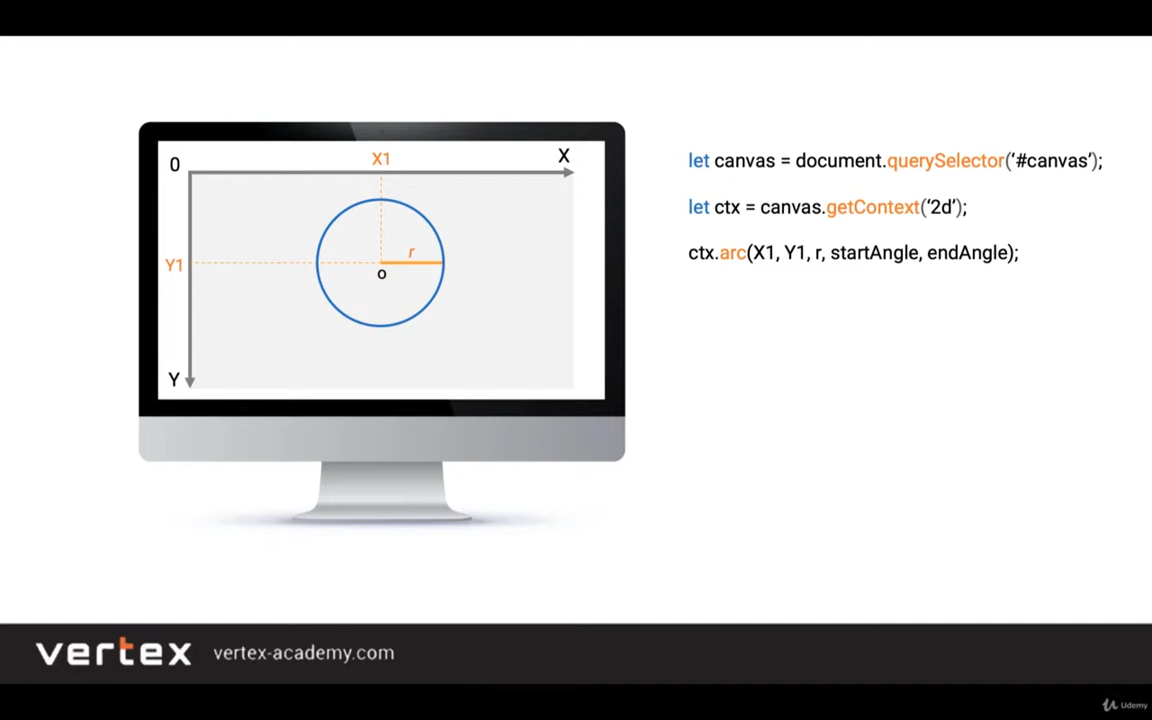 0
X1
X
Y1
r
o
Y
let canvas = document.querySelector(‘#canvas’);
let ctx = canvas.getContext(‘2d’);
ctx.arc(X1, Y1, r, startAngle, endAngle);
vertex
vertex-academy.com
Udemy